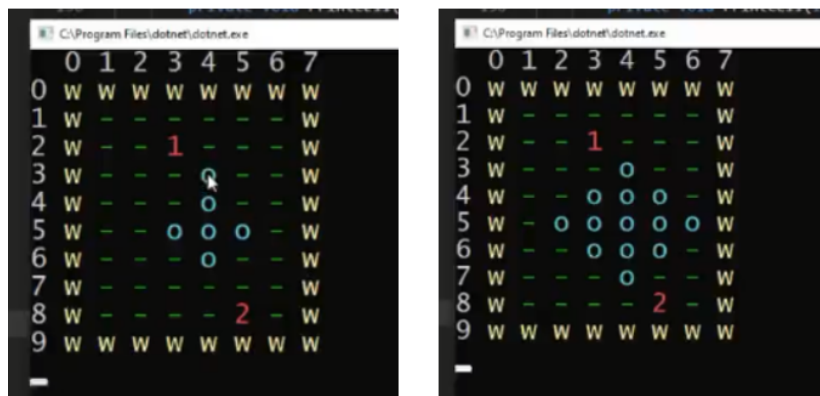 C:\Program Files\dotnet\dotnet.exe
0 1 2 3 4 5 6 7
0 W W W W W W W W
1 W - - - - - - W
2 W - - 1 - - - W
3 W - - - o - - W
4 W - - - o - - W
5 W - - o o o - W
6 W - - - o - - W
7 W - - - - - - W
8 W - - - - 2 - W
9 W W W W W W W W
C:\Program Files\dotnet\dotnet.exe
0 1 2 3 4 5 6 7
0 W W W W W W W W
1 W - - - - - - W
2 W - - 1 - - - W
3 W - - - o - - W
4 W - - o o o - W
5 W - o o o o o W
6 W - - o o o - W
7 W - - - o - - W
8 W - - - - 2 - W
9 W W W W W W W W